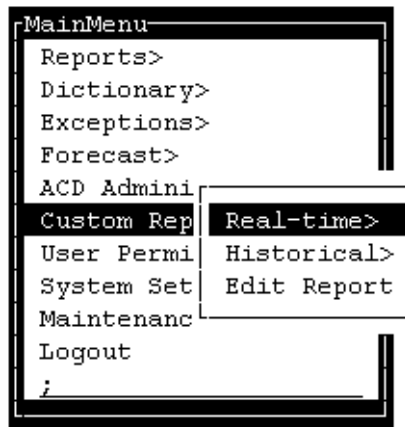 MainMenu
Reports>
Dictionary>
Exceptions>
Forecast>
ACD Admini
Custom Rep
Real-time>
User Permi
Historical>
System Set
Edit Report
Maintenanc
Logout
;